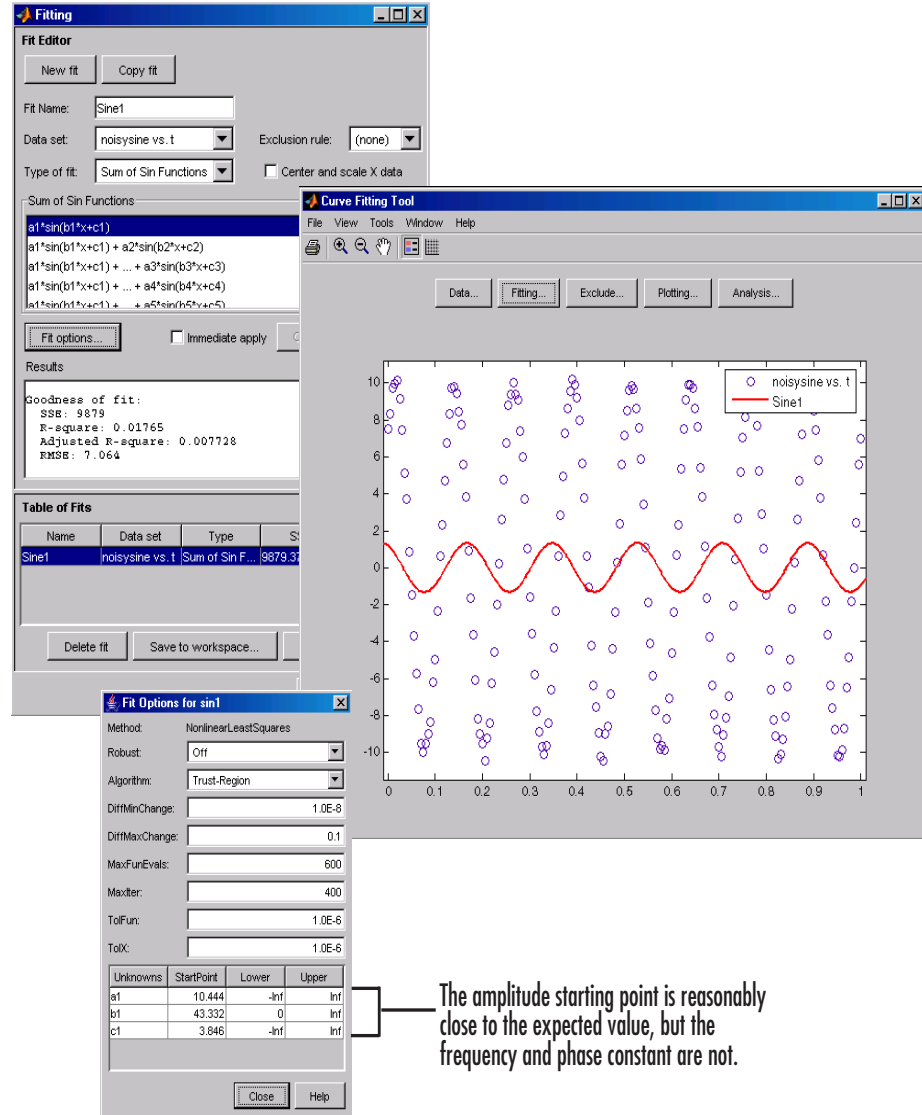 Fitting
Fit Editor
New fit
Copy fit
Fit Name:
Sine1
Data set:
noisysine vs. t
Exclusion rule:
(none)
Type of fit:
Sum of Sin Functions
Center and scale X data
Sum of Sin Functions
a1*sin(b1*x+c1)
a1*sin(b1*x+c1) + a2*sin(b2*x+c2)
a1*sin(b1*x+c1) + ... + a3*sin(b3*x+c3)
a1*sin(b1*x+c1) + ... + a4*sin(b4*x+c4)
a1*sin(b1*x+c1) + ... + a5*sin(b5*x+c5)
Fit options...
Immediate apply
Results
Goodness of fit:
SSE: 9879
R-square: 0.01765
Adjusted R-square: 0.007728
RMSE: 7.064
Table of Fits
Name Data set Type
Sine1 noisysine vs. t Sum of Sin F... 9879.37
Delete fit
Save to workspace...
Curve Fitting Tool
File View Tools Window Help
Data...
Fitting...
Exclude...
Plotting...
Analysis...
noisysine vs. t
Sine1
10
8
6
4
2
0
-2
-4
-6
-8
-10
0 0.1 0.2 0.3 0.4 0.5 0.6 0.7 0.8 0.9 1
Fit Options for sin1
Method: NonlinearLeastSquares
Robust: Off
Algorithm: Trust-Region
DiffMinChange: 1.0E-8
DiffMaxChange: 0.1
MaxFunEvals: 600
MaxIter: 400
TolFun: 1.0E-6
TolX: 1.0E-6
Unknowns StartPoint Lower Upper
a1 10.444 -Inf Inf
b1 43.332 0 Inf
c1 3.846 -Inf Inf
Close
Help
The amplitude starting point is reasonably
close to the expected value, but the
frequency and phase constant are not.